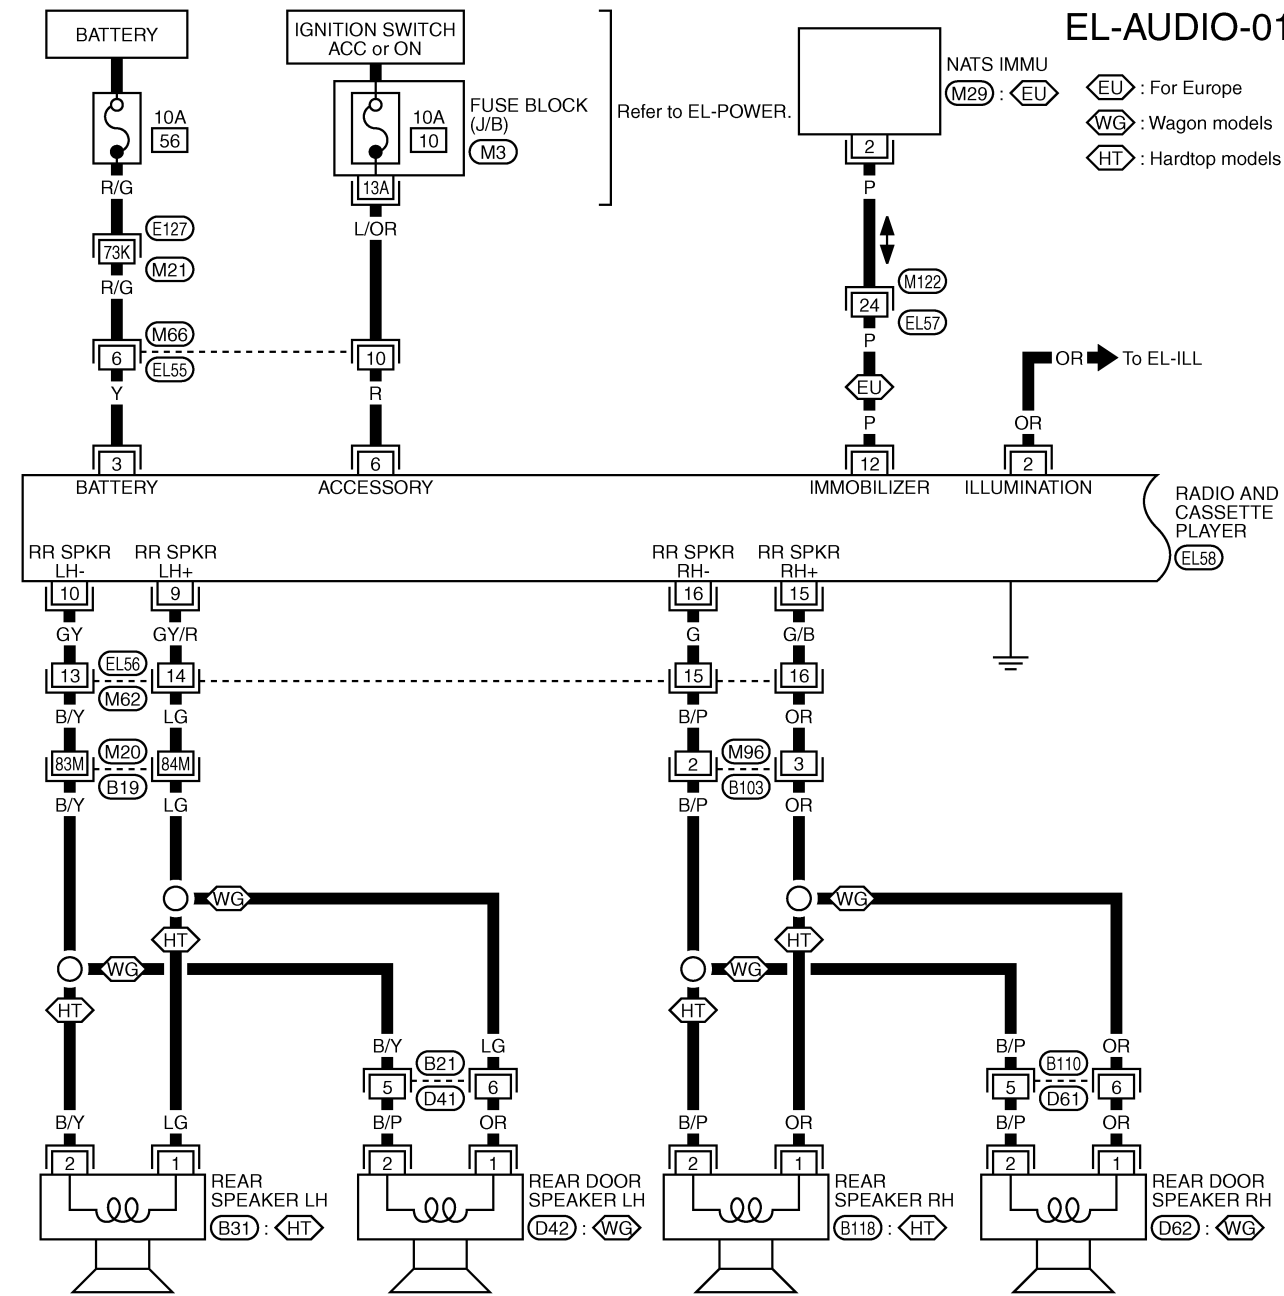 EL-AUDIO-01
BATTERY
10A
56
R/G
E127
73K
M21
R/G
M66
6
EL55
Y
3
BATTERY
IGNITION SWITCH
ACC or ON
FUSE BLOCK
(J/B)
M3
10A
10
13A
L/OR
10
R
6
ACCESSORY
Refer to EL-POWER.
NATS IMMU
M29 : EU
2
P
M122
24
EL57
P
EU
P
12
IMMOBILIZER
EU : For Europe
WG : Wagon models
HT : Hardtop models
OR
To EL-ILL
OR
2
ILLUMINATION
RADIO AND
CASSETTE
PLAYER
EL58
RR SPKR
LH-
RR SPKR
LH+
RR SPKR
RH-
RR SPKR
RH+
10
9
16
15
GY
GY/R
G
G/B
13
EL56
M62
14
15
16
B/Y
LG
B/P
OR
83M
M20
B19
84M
2
M96
B103
3
B/Y
LG
B/P
OR
WG
WG
HT
HT
WG
WG
HT
HT
B/Y
LG
B/P
OR
5
B21
D41
6
5
B110
D61
6
B/Y
LG
B/P
OR
B/P
OR
B/P
OR
2
1
2
1
2
1
2
1
REAR
SPEAKER LH
B31 : HT
REAR DOOR
SPEAKER LH
D42 : WG
REAR
SPEAKER RH
B118 : HT
REAR DOOR
SPEAKER RH
D62 : WG